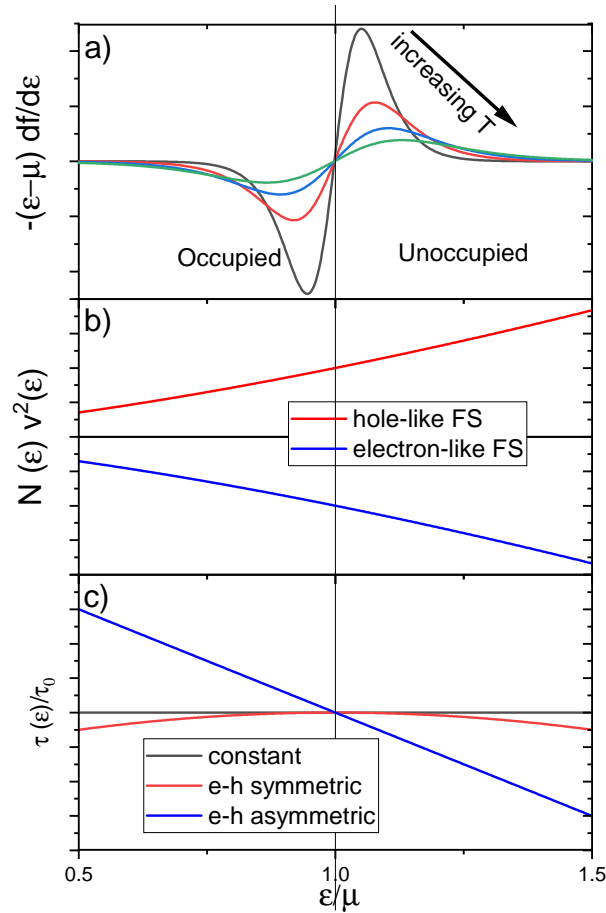 a)
increasing T
-(ε−μ) df/dε
Occupied
Unoccupied
b)
N (ε) v²(ε)
hole-like FS
electron-like FS
c)
τ (ε)/τ₀
constant
e-h symmetric
e-h asymmetric
0.5
1.0
1.5
ε/μ